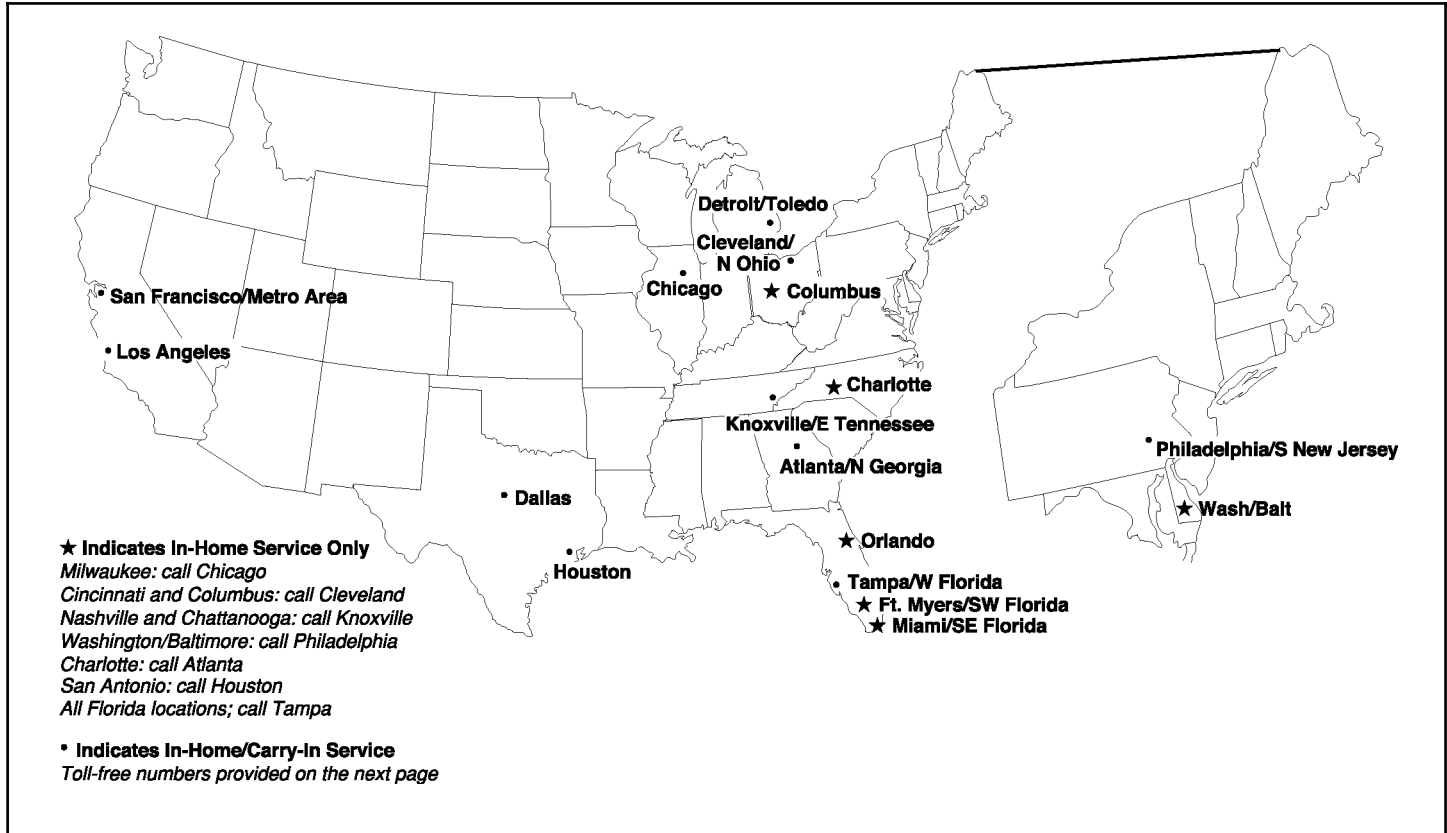 Detroit/Toledo
Cleveland/
N Ohio
Chicago
★ Columbus
San Francisco/Metro Area
Los Angeles
★ Charlotte
Knoxville/E Tennessee
Atlanta/N Georgia
Philadelphia/S New Jersey
Dallas
★ Wash/Balt
Houston
★ Orlando
Tampa/W Florida
★ Ft. Myers/SW Florida
★ Miami/SE Florida
★ Indicates In-Home Service Only
Milwaukee: call Chicago
Cincinnati and Columbus: call Cleveland
Nashville and Chattanooga: call Knoxville
Washington/Baltimore: call Philadelphia
Charlotte: call Atlanta
San Antonio: call Houston
All Florida locations; call Tampa
• Indicates In-Home/Carry-In Service
Toll-free numbers provided on the next page